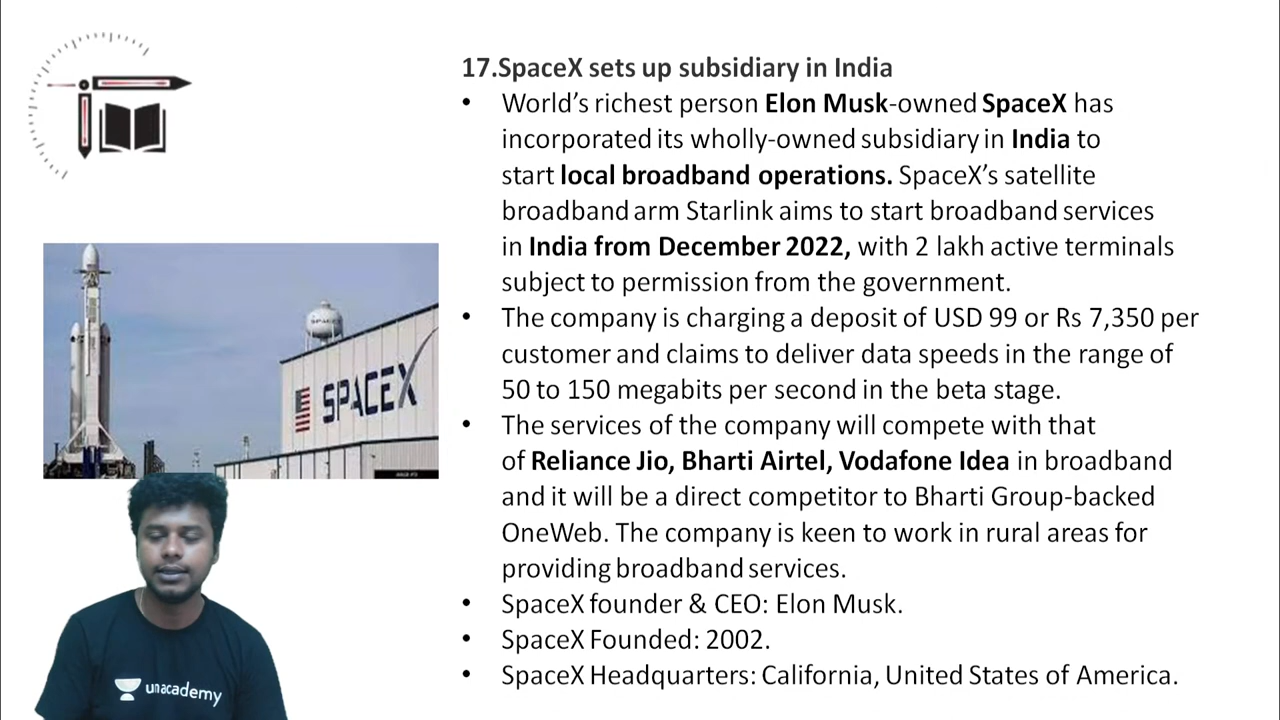 17.SpaceX sets up subsidiary in India
• World’s richest person Elon Musk-owned SpaceX has
incorporated its wholly-owned subsidiary in India to
start local broadband operations. SpaceX’s satellite
broadband arm Starlink aims to start broadband services
in India from December 2022, with 2 lakh active terminals
subject to permission from the government.
• The company is charging a deposit of USD 99 or Rs 7,350 per
customer and claims to deliver data speeds in the range of
50 to 150 megabits per second in the beta stage.
• The services of the company will compete with that
of Reliance Jio, Bharti Airtel, Vodafone Idea in broadband
and it will be a direct competitor to Bharti Group-backed
OneWeb. The company is keen to work in rural areas for
providing broadband services.
• SpaceX founder & CEO: Elon Musk.
• SpaceX Founded: 2002.
• SpaceX Headquarters: California, United States of America.
SPACEX
SPACEX
unacademy